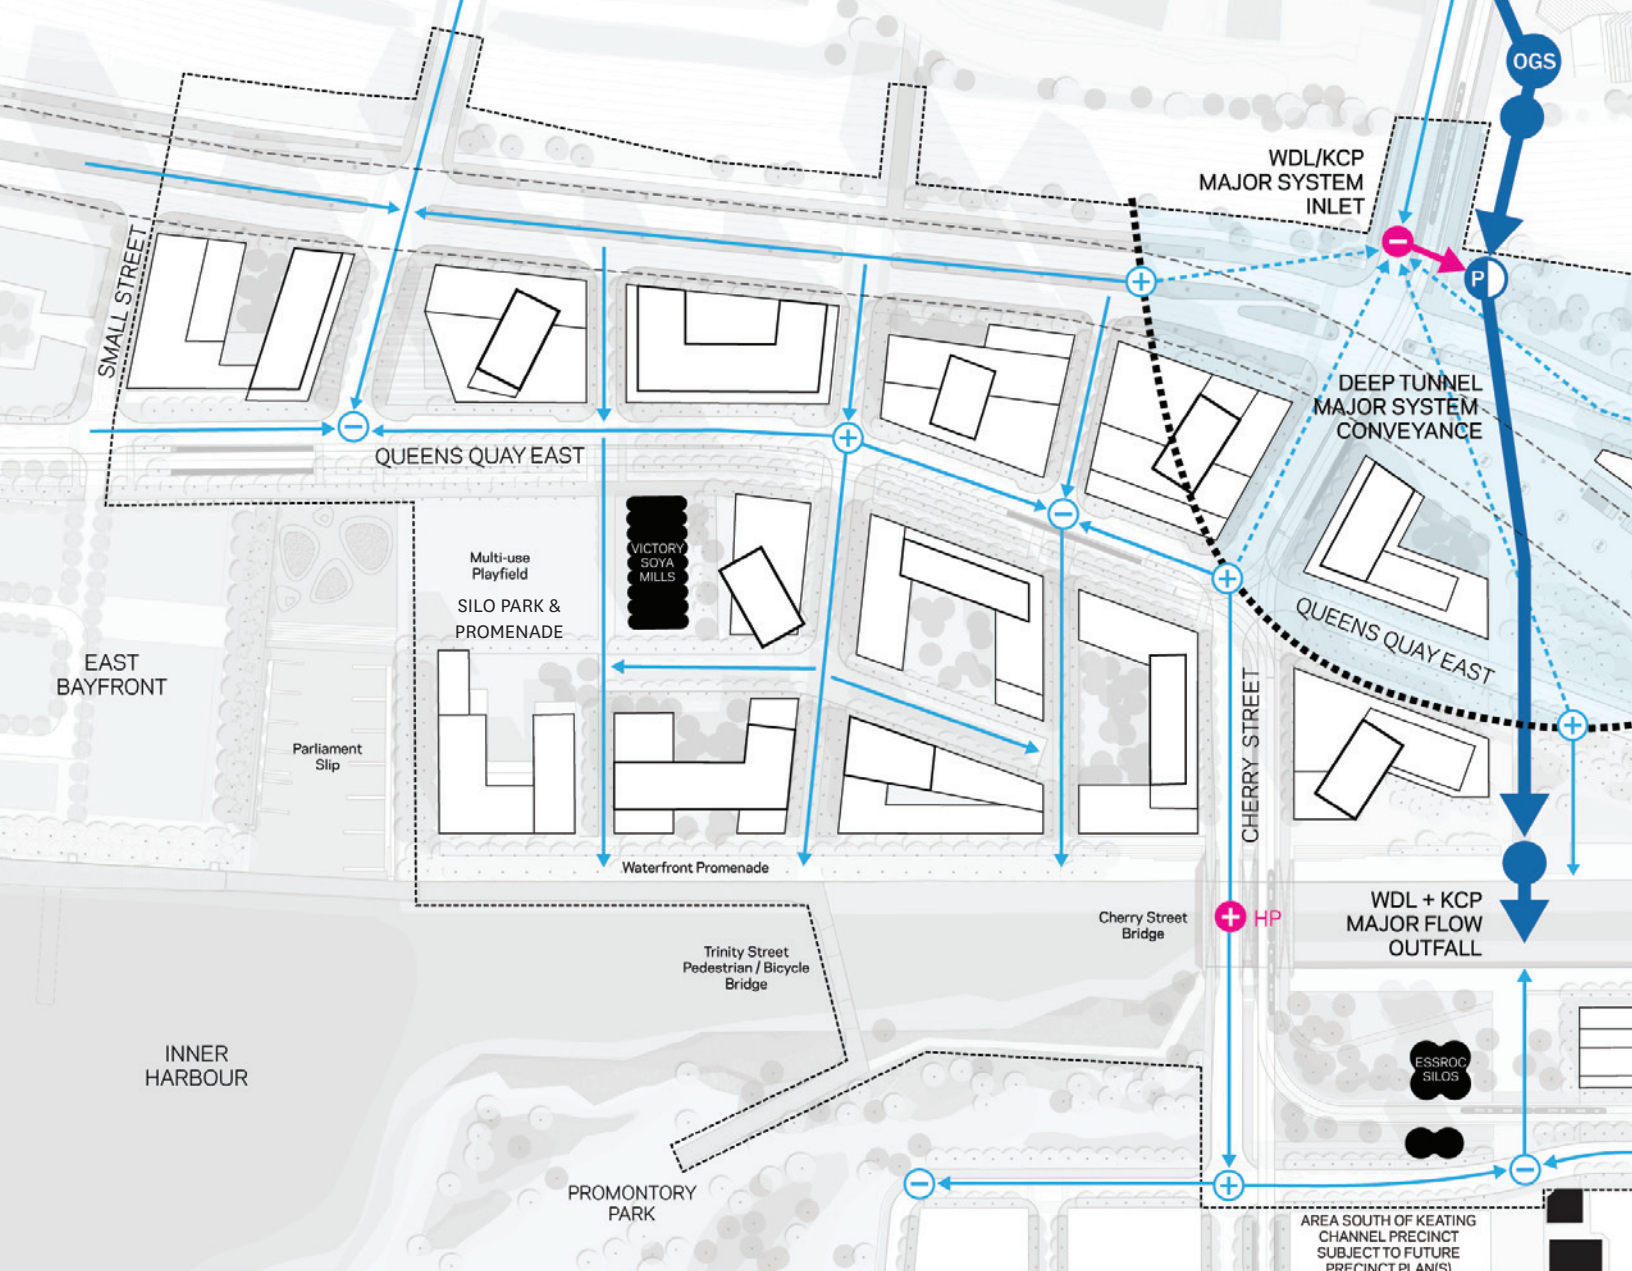 OGS
WDL/KCP
MAJOR SYSTEM
INLET
P
SMALL STREET
DEEP TUNNEL
MAJOR SYSTEM
CONVEYANCE
QUEENS QUAY EAST
Multi-use
Playfield
SILO PARK &
PROMENADE
VICTORY
SOYA
MILLS
QUEENS QUAY EAST
EAST
BAYFRONT
Parliament
Slip
CHERRY STREET
Waterfront Promenade
WDL + KCP
MAJOR FLOW
OUTFALL
Cherry Street
Bridge
HP
Trinity Street
Pedestrian / Bicycle
Bridge
INNER
HARBOUR
ESSROC
SILOS
PROMONTORY
PARK
AREA SOUTH OF KEATING
CHANNEL PRECINCT
SUBJECT TO FUTURE
PRECINCT PLAN(S)